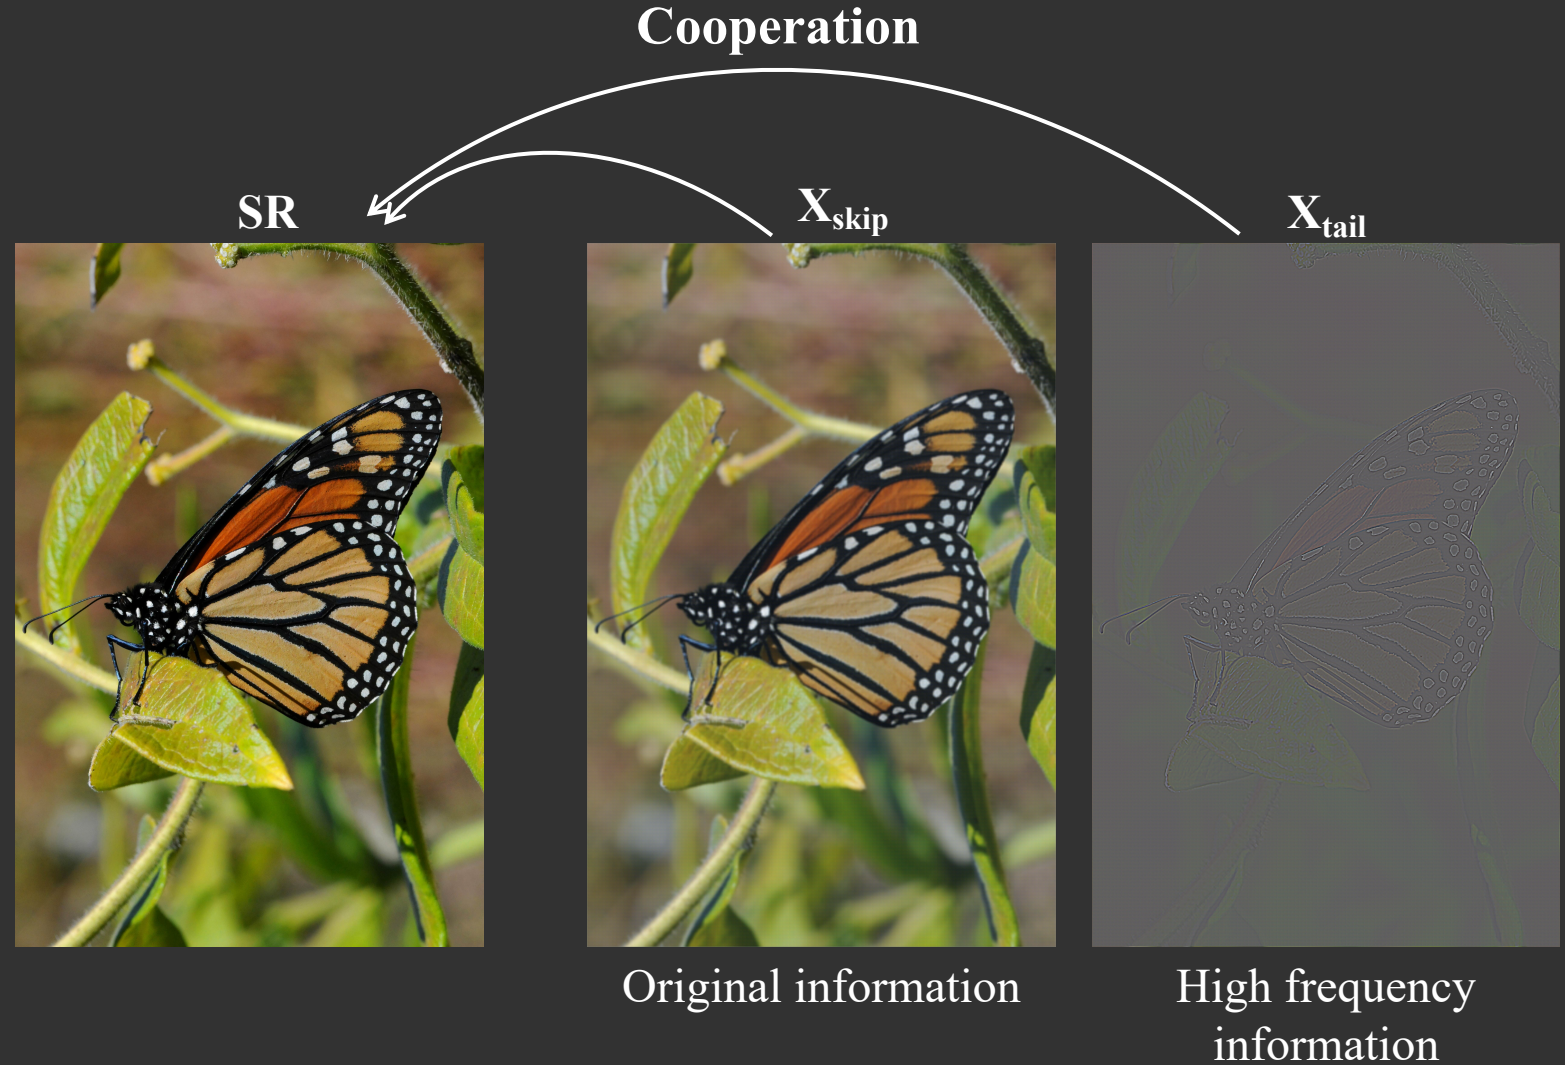 Cooperation
SR
Xskip
Xtail
Original information
High frequency
information